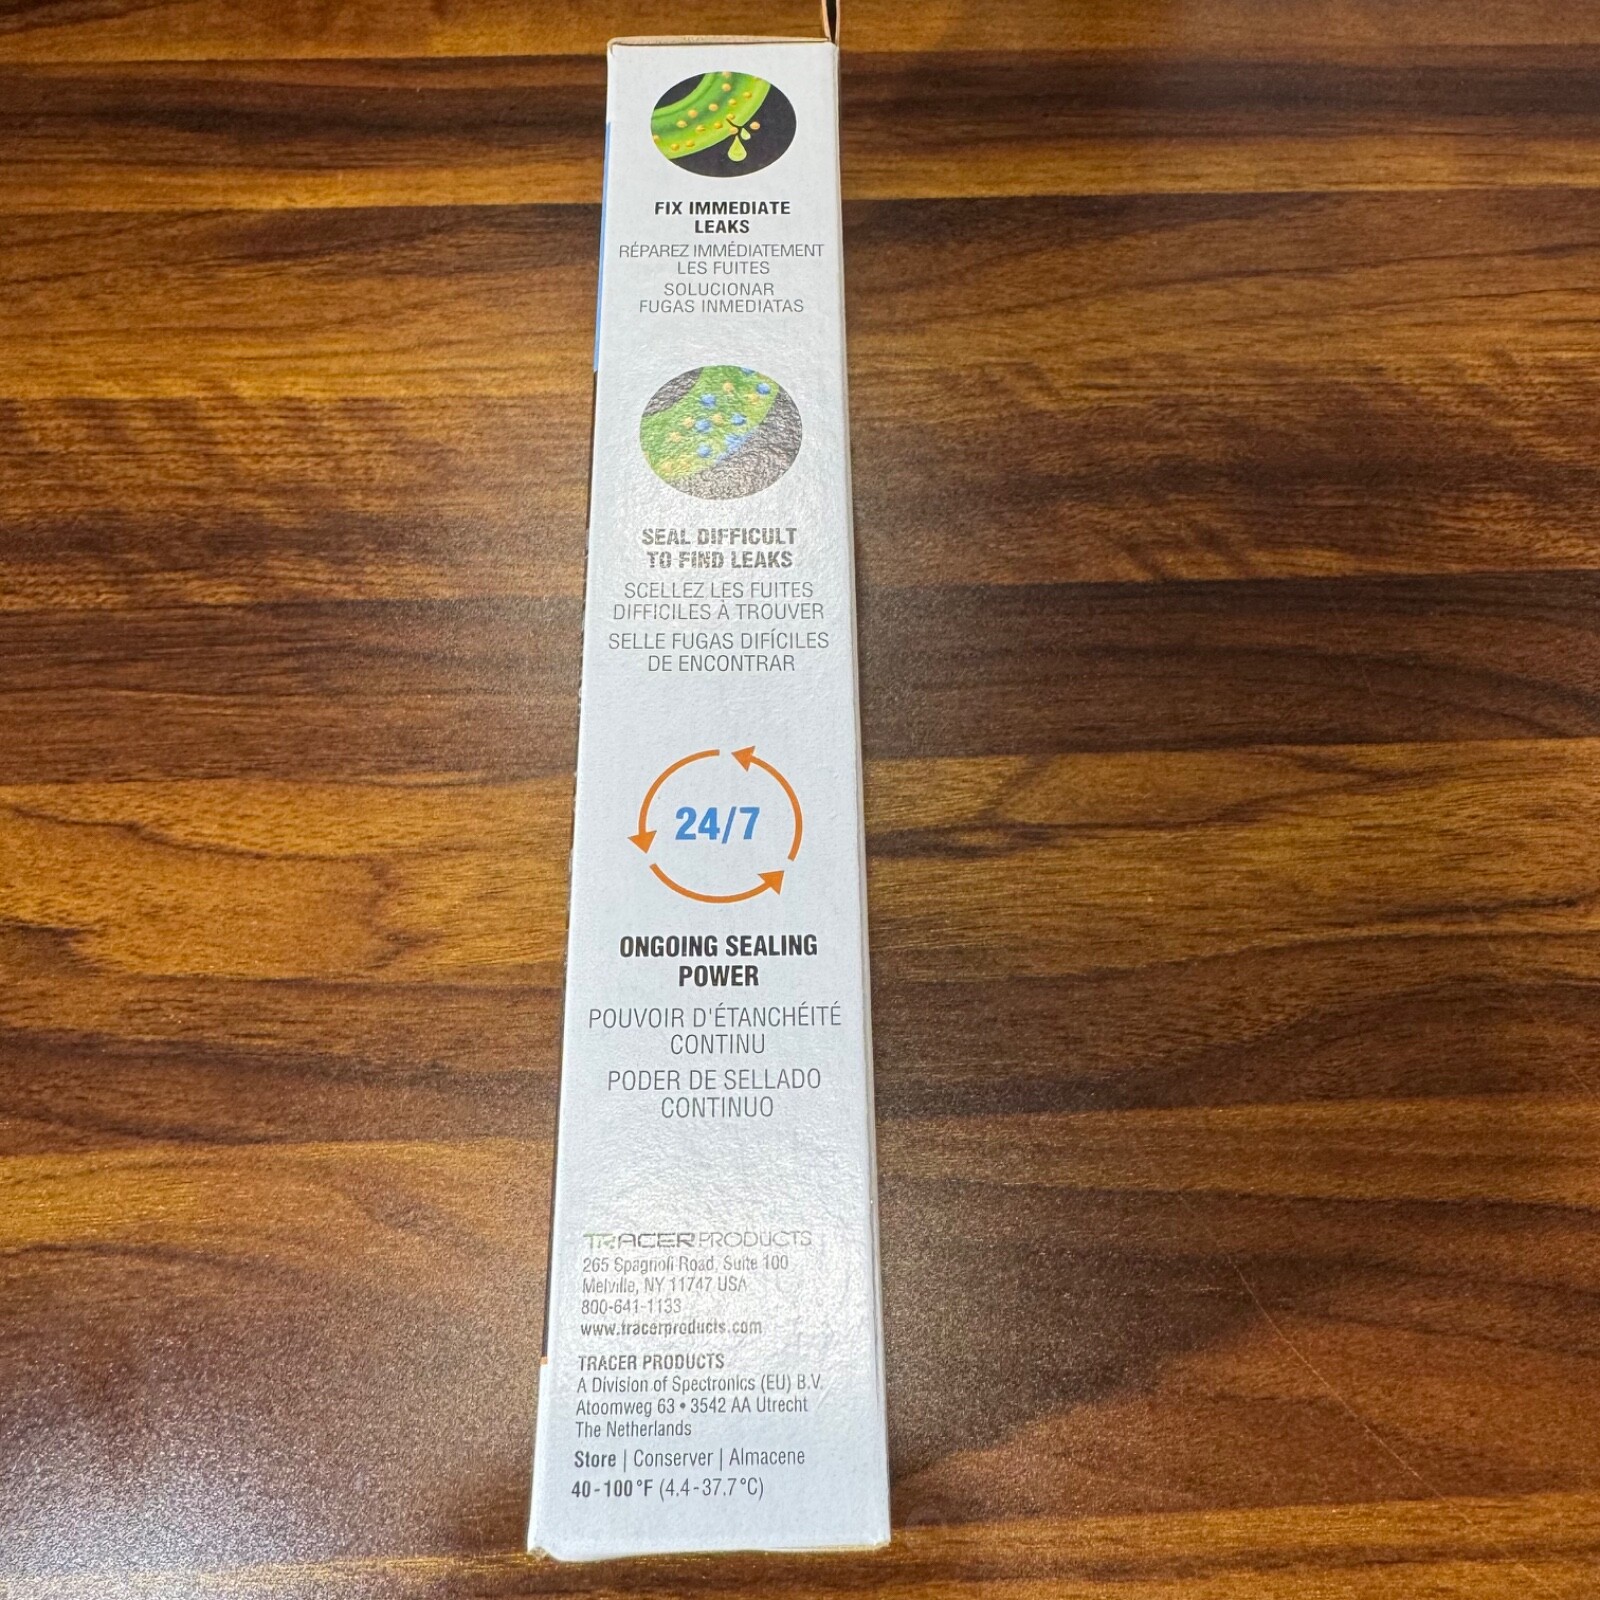 FIX IMMEDIATE
LEAKS
RÉPAREZ IMMÉDIATEMENT
LES FUITES
SOLUCIONAR
FUGAS INMEDIATAS
SEAL DIFFICULT
TO FIND LEAKS
SCELLEZ LES FUITES
DIFFICILES À TROUVER
SELLE FUGAS DIFÍCILES
DE ENCONTRAR
24/7
ONGOING SEALING
POWER
POUVOIR D'ÉTANCHÉITÉ
CONTINU
PODER DE SELLADO
CONTINUO
TRACERPRODUCTS
265 Spagnoli Road, Suite 100
Melville, NY 11747 USA
800-641-1133
www.tracerproducts.com
TRACER PRODUCTS
A Division of Spectronics (EU) B.V.
Atoomweg 63 • 3542 AA Utrecht
The Netherlands
Store | Conserver | Almacene
40-100°F (4.4-37.7°C)